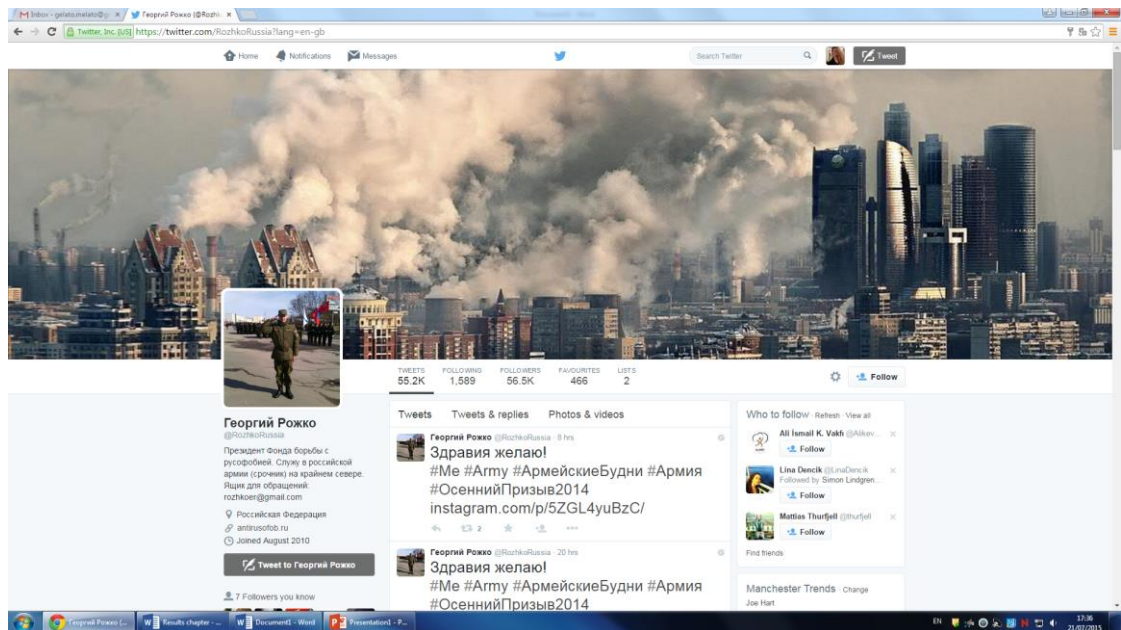 Inbox - gelato.melato@g
Георгий Рожко (@Rozhk
Twitter, Inc. [US] https://twitter.com/RozhkoRussia?lang=en-gb
Home Notifications Messages Search Twitter Tweet
TWEETS FOLLOWING FOLLOWERS FAVOURITES LISTS
55.2K 1,589 56.5K 466 2
Follow
Георгий Рожко
@RozhkoRussia
Президент Фонда борьбы с
русофобией. Служу в российской
армии (срочник) на крайнем севере.
Ящик для обращений:
rozhkoer@gmail.com
Российская Федерация
antirusofob.ru
Joined August 2010
Tweet to Георгий Рожко
7 Followers you know
Tweets Tweets & replies Photos & videos
Георгий Рожко @RozhkoRussia · 8 hrs
Здравия желаю!
#Me #Army #АрмейскиеБудни #Армия
#ОсеннийПризыв2014
instagram.com/p/5ZGL4yuBzC/
2
Георгий Рожко @RozhkoRussia · 20 hrs
Здравия желаю!
#Me #Army #АрмейскиеБудни #Армия
#ОсеннийПризыв2014
Who to follow · Refresh · View all
Ali İsmail K. Vakfı @Alikev...
Follow
Lina Dencik @LinaDencik
Followed by Simon Lindgren...
Follow
Mattias Thurfjell @thurfjell
Follow
Find friends
Manchester Trends · Change
Joe Hart
Георгий Рожко (... Results chapter - ... Document1 - Word Presentation1 - P...
EN 17:36
21/07/2015